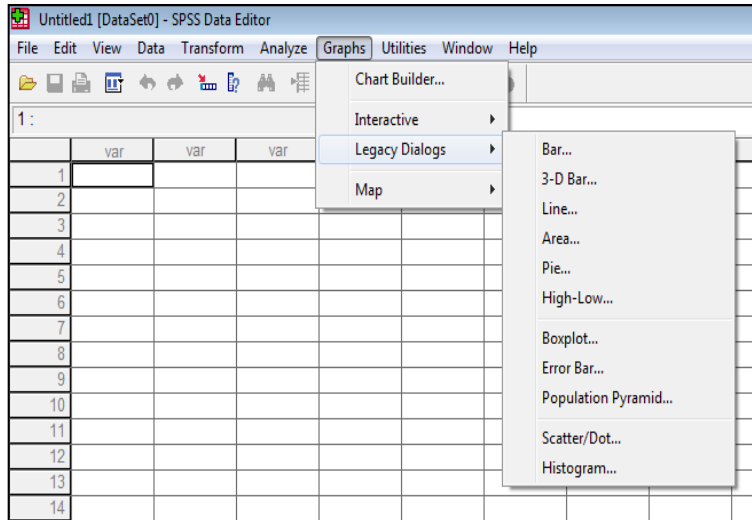 Untitled1 [DataSet0] - SPSS Data Editor
File Edit View Data Transform Analyze Graphs Utilities Window Help
Chart Builder...
Interactive
Legacy Dialogs
Map
Bar...
3-D Bar...
Line...
Area...
Pie...
High-Low...
Boxplot...
Error Bar...
Population Pyramid...
Scatter/Dot...
Histogram...
1 :
var var var
1
2
3
4
5
6
7
8
9
10
11
12
13
14